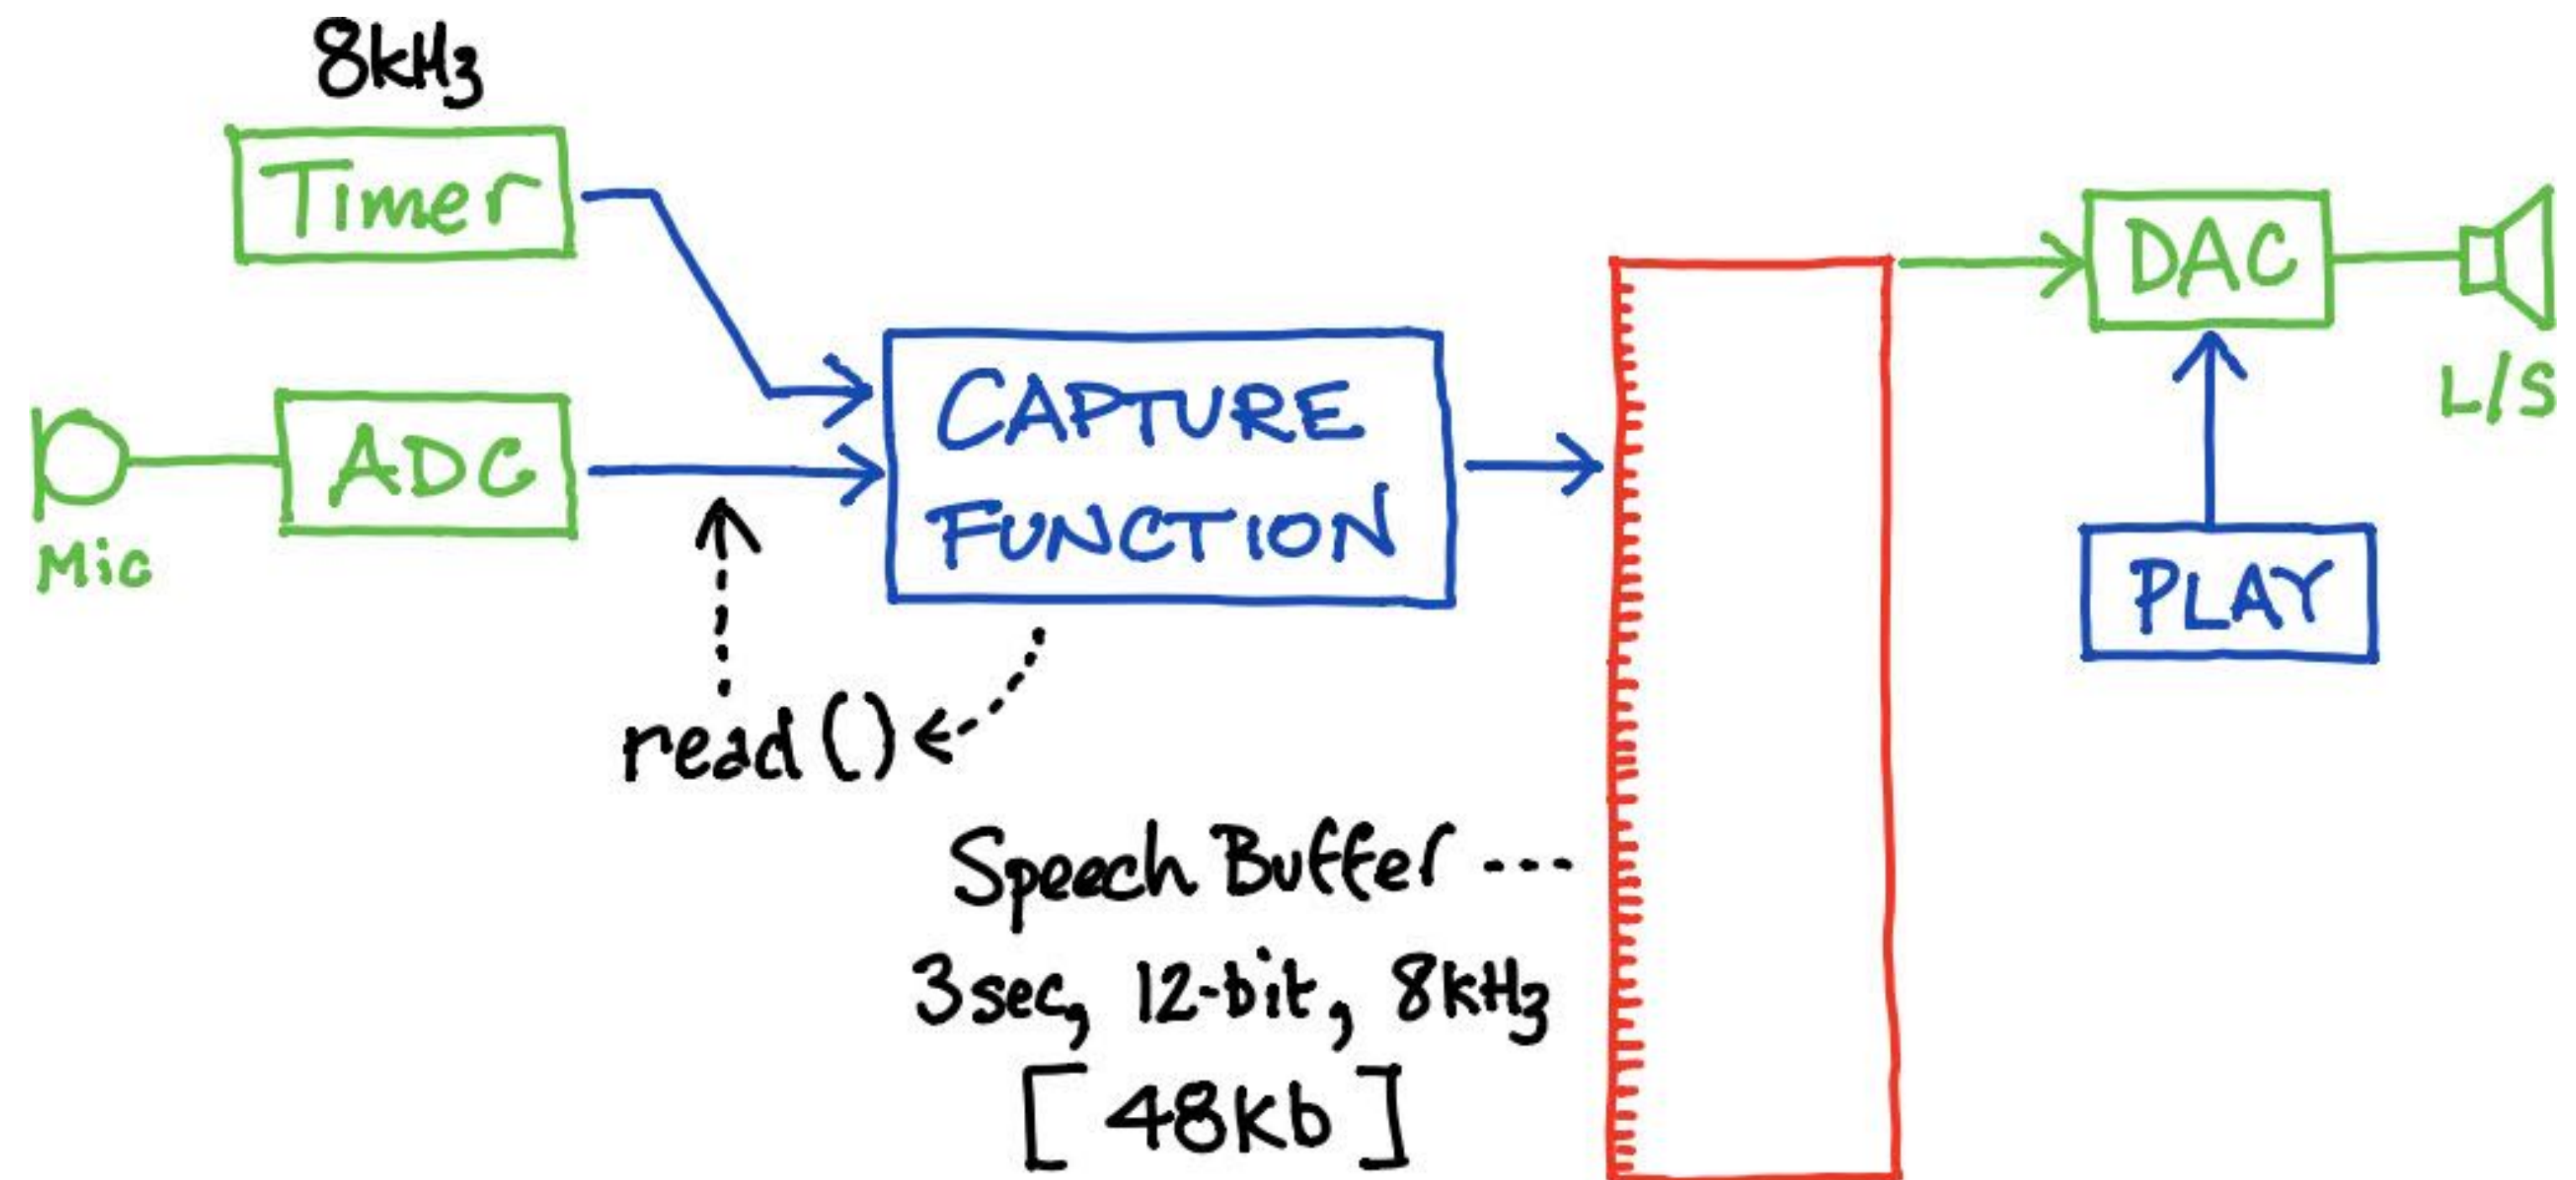 8kHz
Timer
Mic
ADC
CAPTURE
FUNCTION
read()
Speech Buffer ---
3sec, 12-bit, 8kHz
[48Kb]
DAC
L/S
PLAY